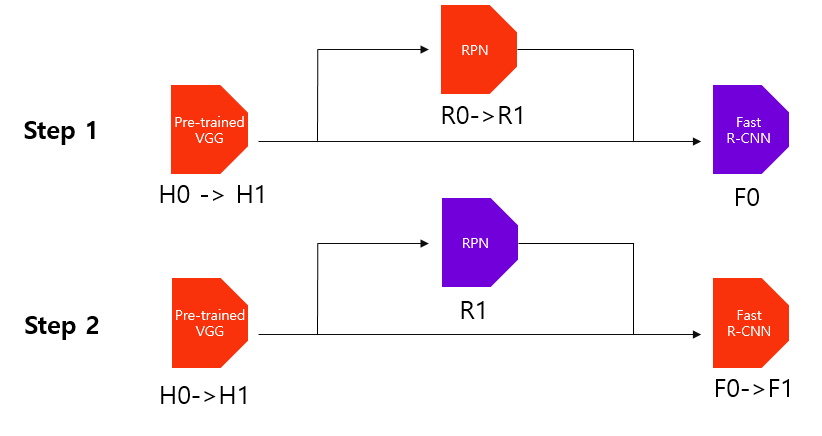 RPN
R0->R1
Step 1
Pre-trained
VGG
H0 -> H1
Fast
R-CNN
F0
RPN
R1
Step 2
Pre-trained
VGG
H0->H1
Fast
R-CNN
F0->F1